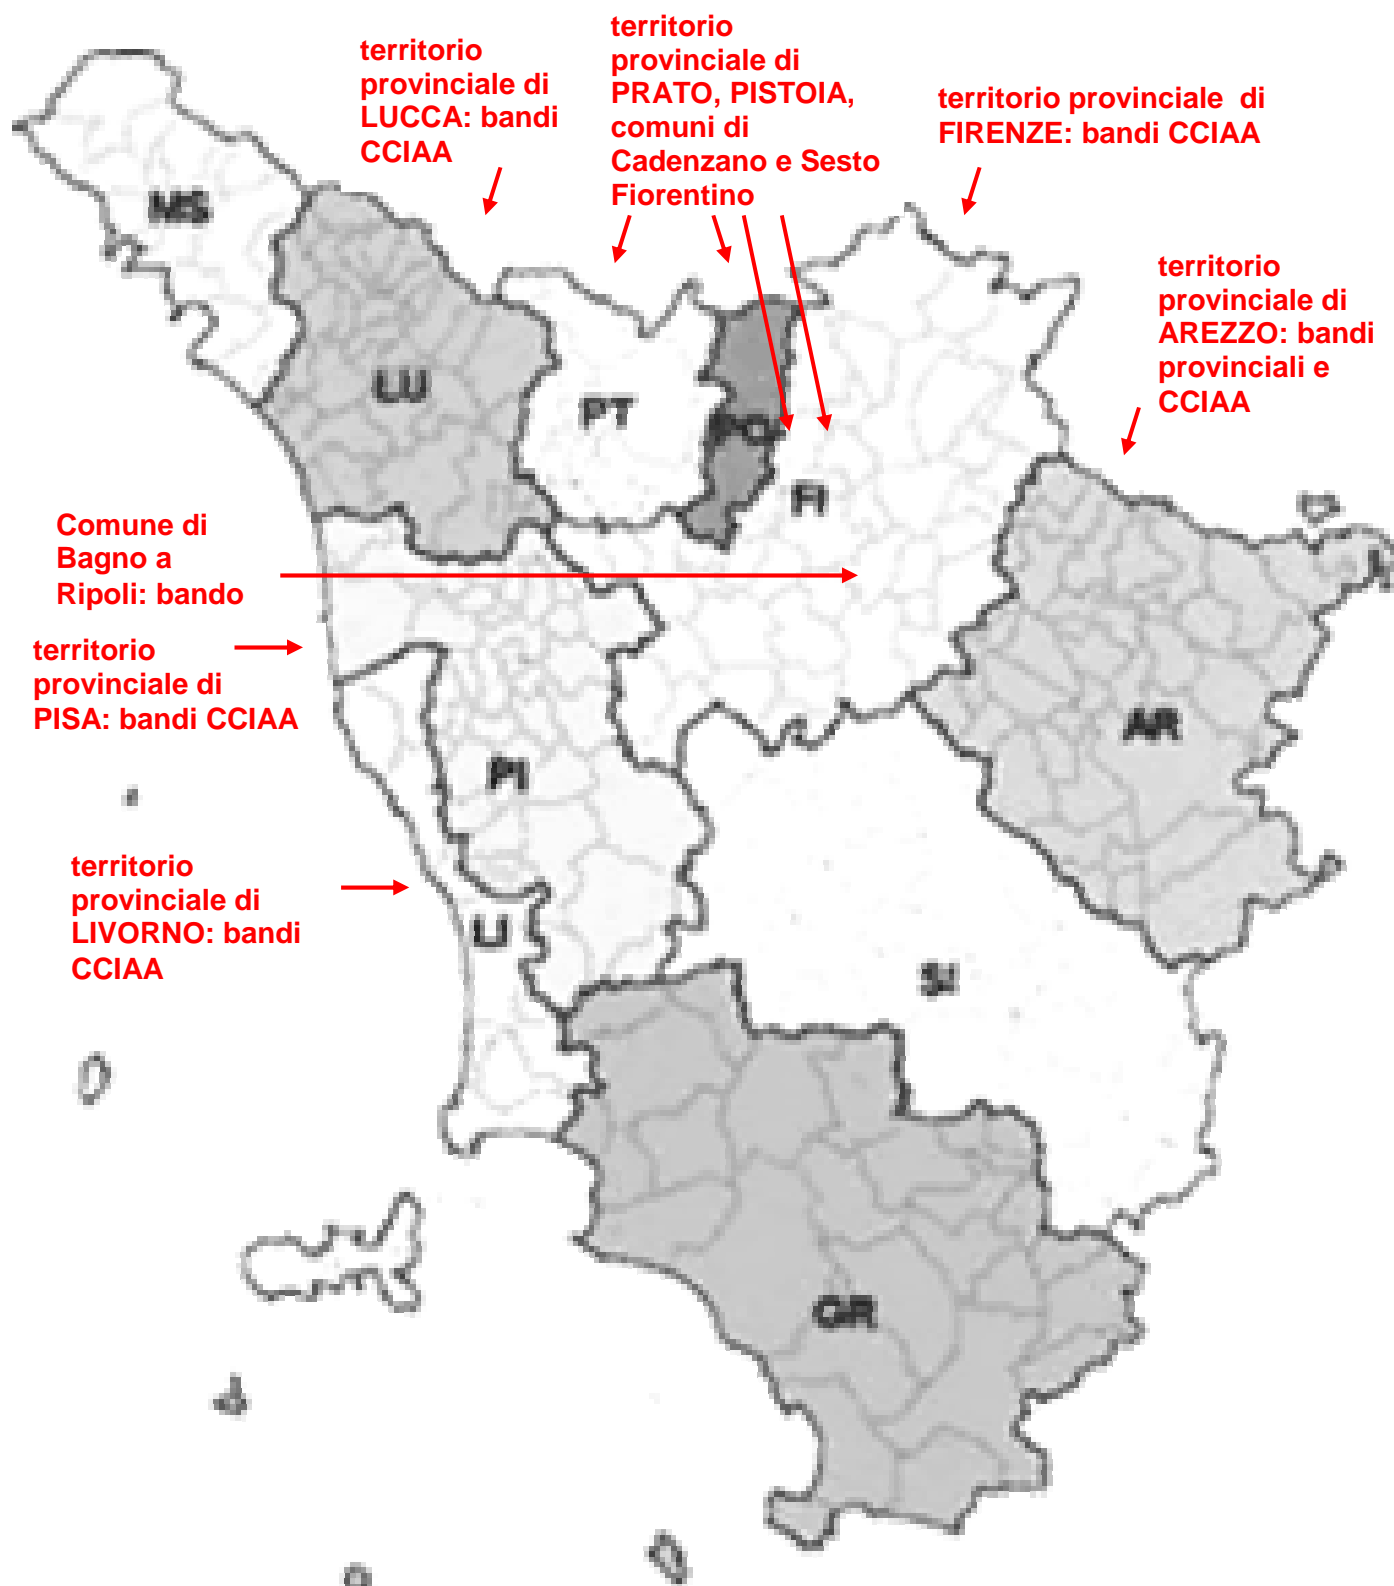 territorio
provinciale di
LUCCA: bandi
CCIAA
territorio
provinciale di
PRATO, PISTOIA,
comuni di
Cadenzano e Sesto
Fiorentino
territorio provinciale  di
FIRENZE: bandi CCIAA
territorio
provinciale di
AREZZO: bandi
provinciali e
CCIAA
Comune di
Bagno a
Ripoli: bando
territorio
provinciale di
PISA: bandi CCIAA
territorio
provinciale di
LIVORNO: bandi
CCIAA
MS
LU
PT
PO
FI
AR
PI
LI
SI
GR